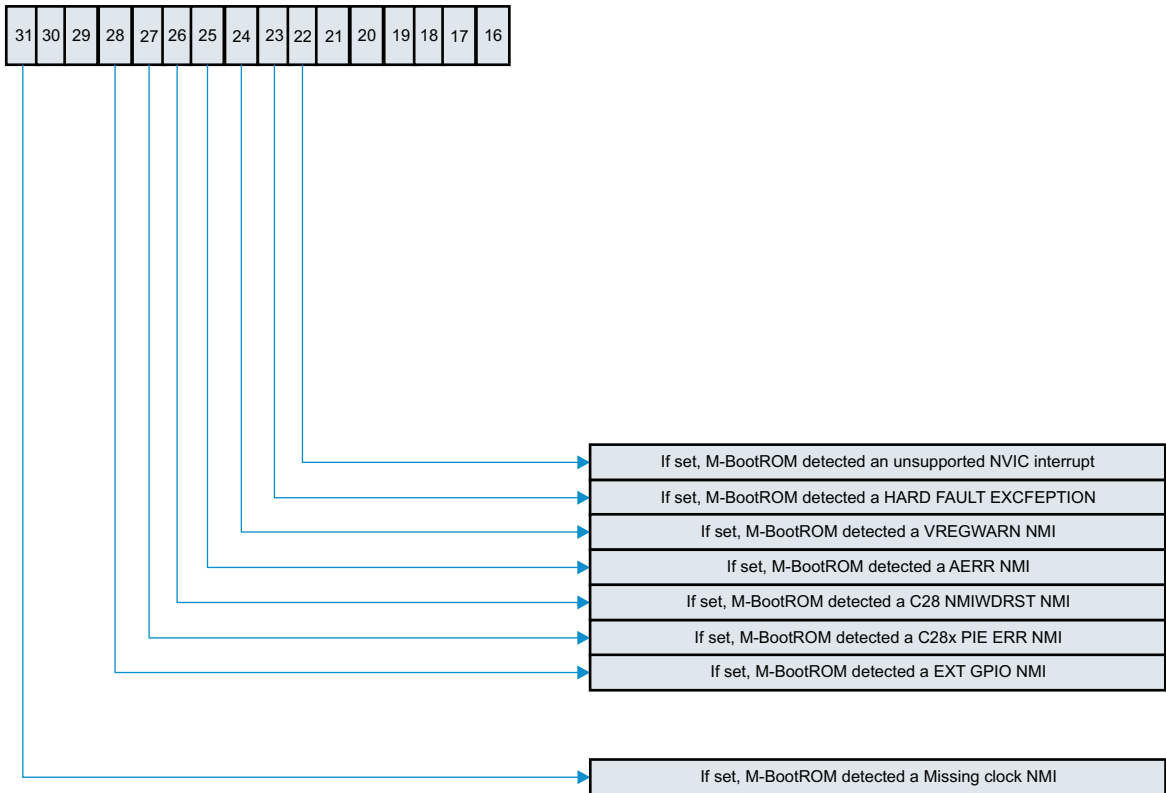 31 30 29 28 27 26 25 24 23 22 21 20 19 18 17 16
If set, M-BootROM detected an unsupported NVIC interrupt
If set, M-BootROM detected a HARD FAULT EXCFEPTION
If set, M-BootROM detected a VREGWARN NMI
If set, M-BootROM detected a AERR NMI
If set, M-BootROM detected a C28 NMIWDRST NMI
If set, M-BootROM detected a C28x PIE ERR NMI
If set, M-BootROM detected a EXT GPIO NMI
If set, M-BootROM detected a Missing clock NMI